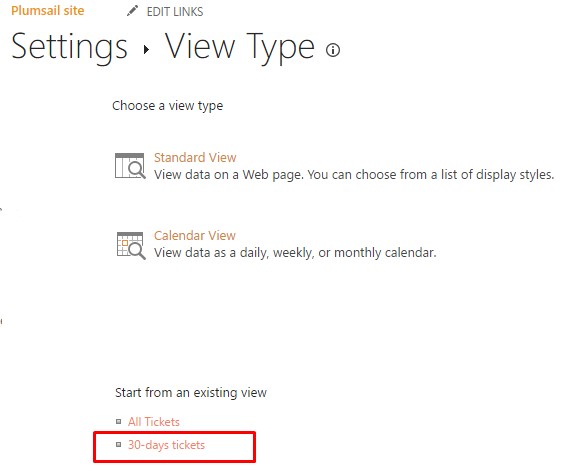 Plumsail site EDIT LINKS
Settings ▸ View Type
Choose a view type
Standard View
View data on a Web page. You can choose from a list of display styles.
Calendar View
View data as a daily, weekly, or monthly calendar.
Start from an existing view
All Tickets
30-days tickets